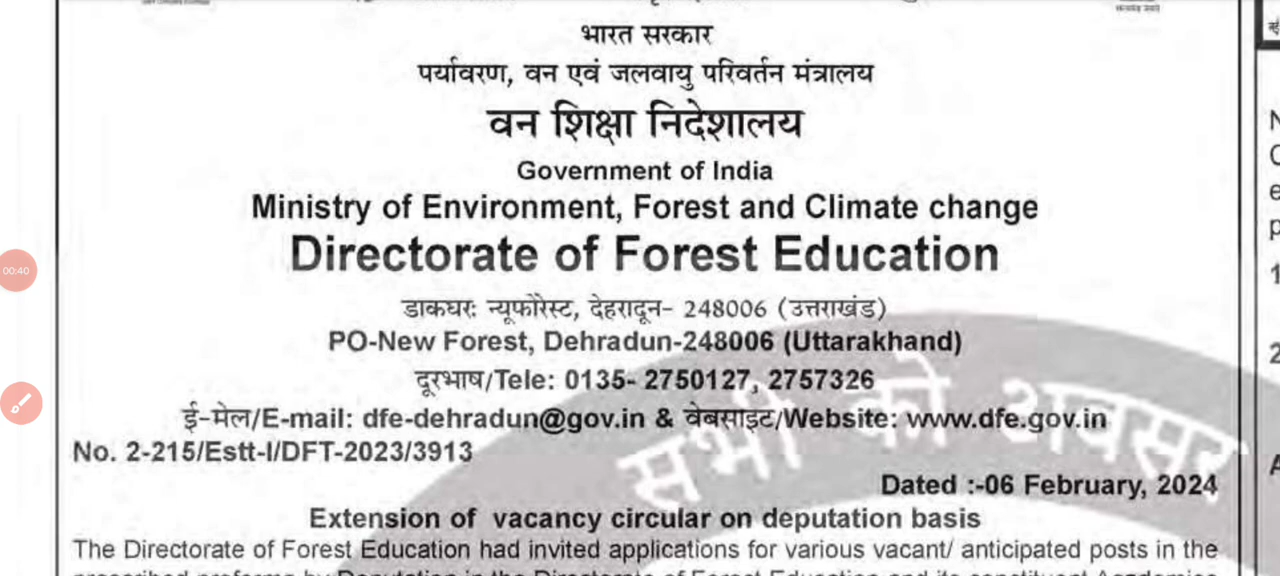 भारत सरकार
पर्यावरण, वन एवं जलवायु परिवर्तन मंत्रालय
वन शिक्षा निदेशालय
Government of India
Ministry of Environment, Forest and Climate change
Directorate of Forest Education
डाकघरः न्यूफॉरेस्ट, देहरादून- 248006 (उत्तराखंड)
PO-New Forest, Dehradun-248006 (Uttarakhand)
दूरभाष/Tele: 0135- 2750127, 2757326
ई-मेल/E-mail: dfe-dehradun@gov.in & वेबसाइट/Website: www.dfe.gov.in
No. 2-215/Estt-I/DFT-2023/3913
सभी को अवसर
Dated :-06 February, 2024
Extension of vacancy circular on deputation basis
The Directorate of Forest Education had invited applications for various vacant/ anticipated posts in the
00:40